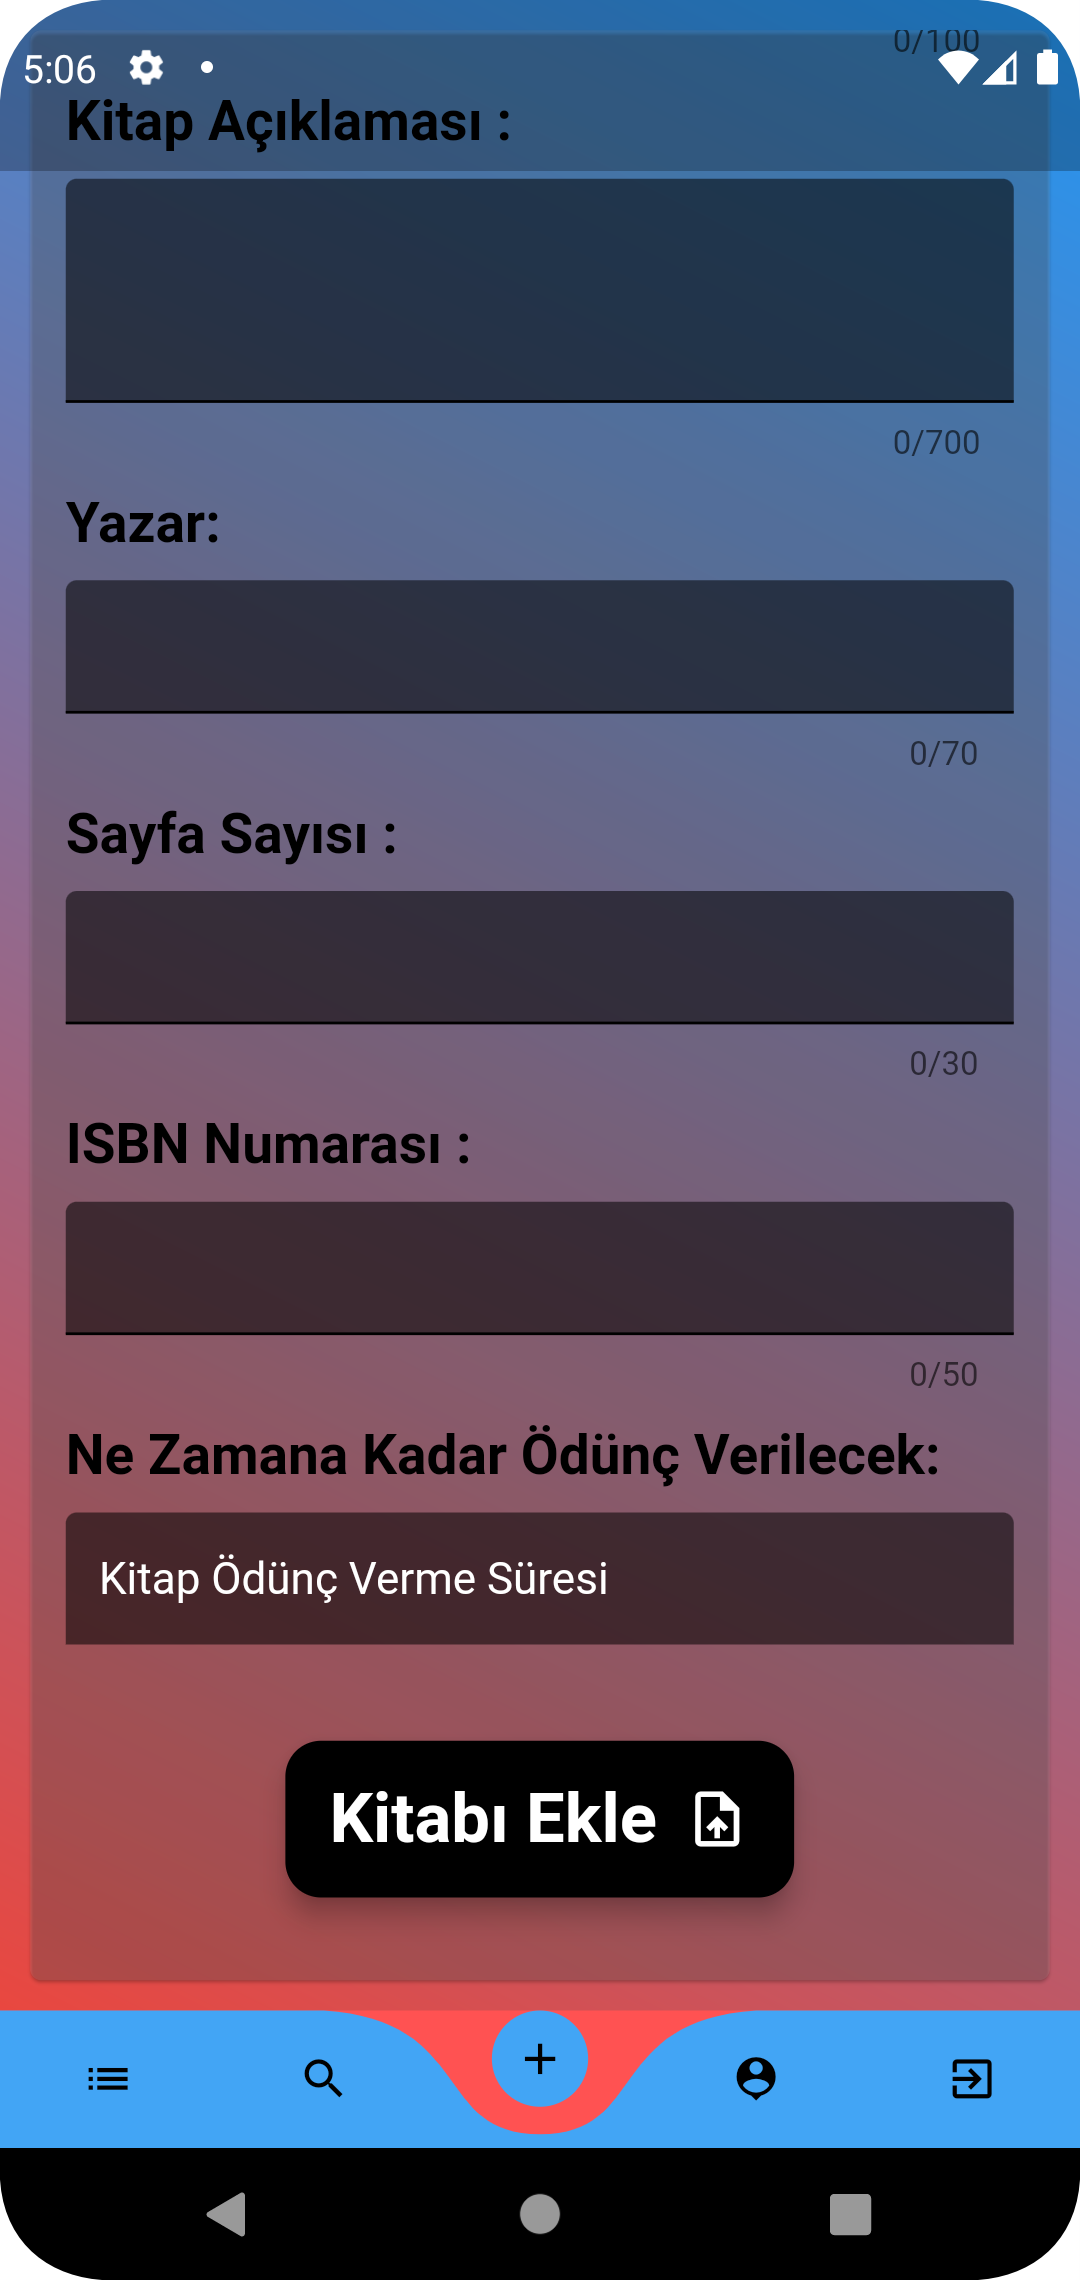 0/100
5:06
Kitap Açıklaması :
0/700
Yazar:
0/70
Sayfa Sayısı :
0/30
ISBN Numarası :
0/50
Ne Zamana Kadar Ödünç Verilecek:
Kitap Ödünç Verme Süresi
Kitabı Ekle